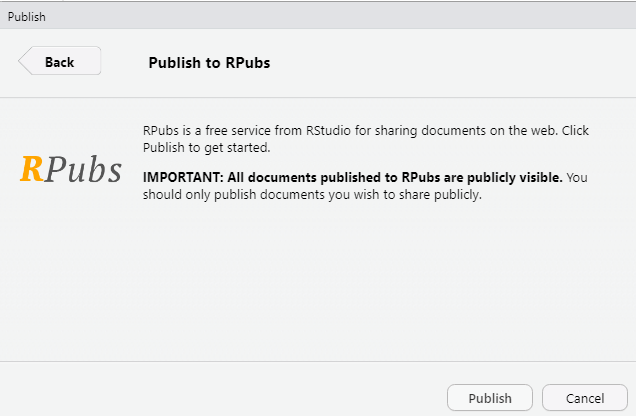 Publish
Back
Publish to RPubs
RPubs is a free service from RStudio for sharing documents on the web. Click
Publish to get started.
RPubs
IMPORTANT: All documents published to RPubs are publicly visible. You
should only publish documents you wish to share publicly.
Publish
Cancel